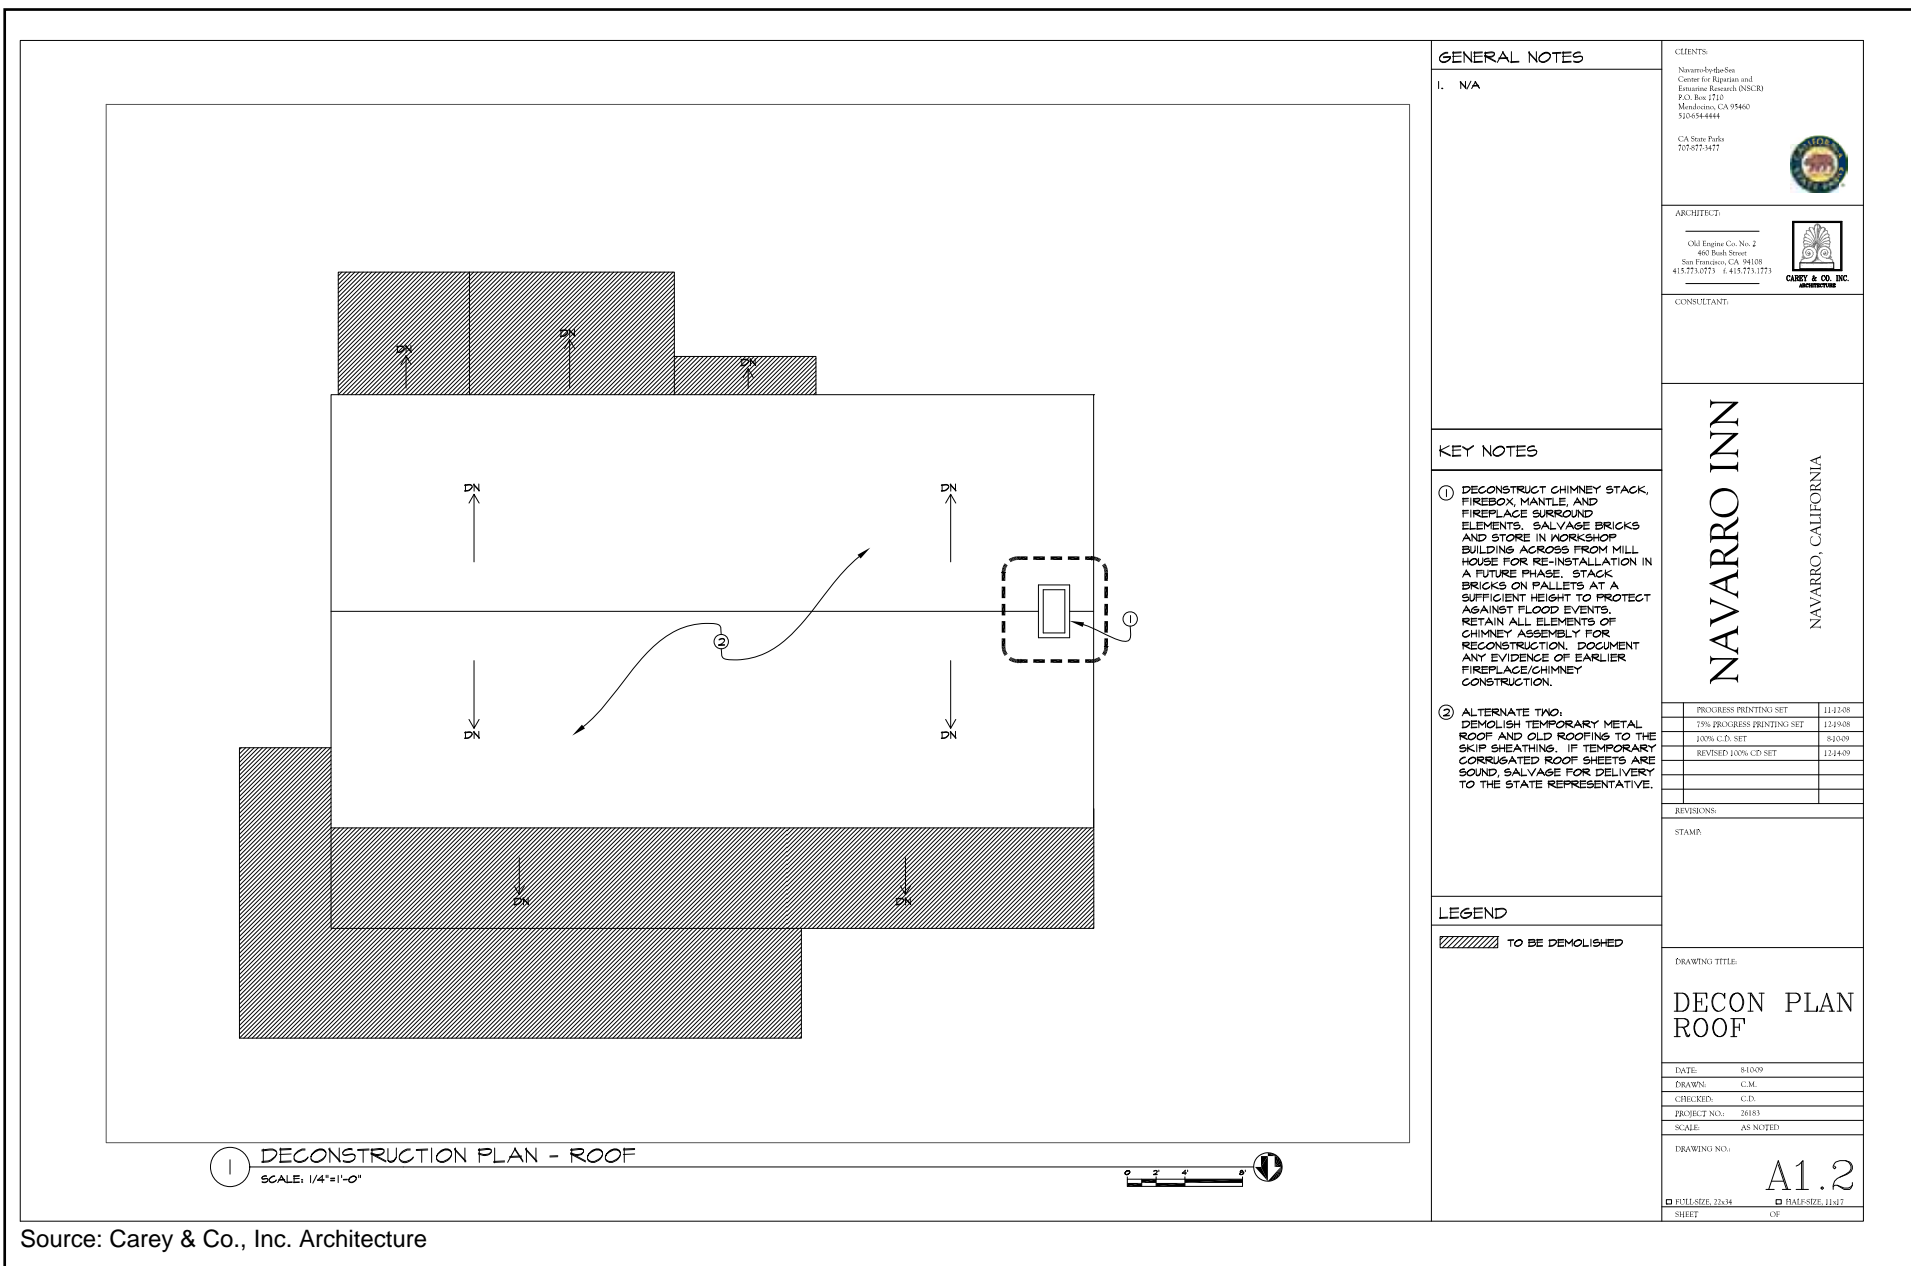 GENERAL NOTES
1. N/A
KEY NOTES
1 DECONSTRUCT CHIMNEY STACK,
FIREBOX, MANTLE, AND
FIREPLACE SURROUND
ELEMENTS. SALVAGE BRICKS
AND STORE IN WORKSHOP
BUILDING ACROSS FROM MILL
HOUSE FOR RE-INSTALLATION IN
A FUTURE PHASE. STACK
BRICKS ON PALLETS AT A
SUFFICIENT HEIGHT TO PROTECT
AGAINST FLOOD EVENTS.
RETAIN ALL ELEMENTS OF
CHIMNEY ASSEMBLY FOR
RECONSTRUCTION. DOCUMENT
ANY EVIDENCE OF EARLIER
FIREPLACE/CHIMNEY
CONSTRUCTION.
2 ALTERNATE TWO:
DEMOLISH TEMPORARY METAL
ROOF AND OLD ROOFING TO THE
SKIP SHEATHING. IF TEMPORARY
CORRUGATED ROOF SHEETS ARE
SOUND, SALVAGE FOR DELIVERY
TO THE STATE REPRESENTATIVE.
LEGEND
TO BE DEMOLISHED
CLIENTS:
Navarro-by-the-Sea
Center for Riparian and
Estuarine Research (NSCR)
P.O. Box 1710
Mendocino, CA 95460
510-654-4444
CA State Parks
707-877-3477
CALIFORNIA
STATE PARKS
ARCHITECT:
Old Engine Co. No. 2
460 Bush Street
San Francisco, CA 94108
415.773.0773 f. 415.773.1773
CAREY & CO. INC.
ARCHITECTURE
CONSULTANT:
NAVARRO INN
NAVARRO, CALIFORNIA
PROGRESS PRINTING SET 11-12-08
75% PROGRESS PRINTING SET 12-19-08
100% C.D. SET 8-10-09
REVISED 100% CD SET 12-14-09
REVISIONS:
STAMP:
DRAWING TITLE:
DECON PLAN
ROOF
DATE: 8-10-09
DRAWN: C.M.
CHECKED: C.D.
PROJECT NO.: 26183
SCALE: AS NOTED
DRAWING NO.:
A1.2
FULL-SIZE, 22x34 HALF-SIZE, 11x17
SHEET OF
DN
DN
DN
DN
DN
1
2
DN
DN
DN
DN
1 DECONSTRUCTION PLAN - ROOF
SCALE: 1/4"=1'-0"
0 2' 4' 8'
Source: Carey & Co., Inc. Architecture